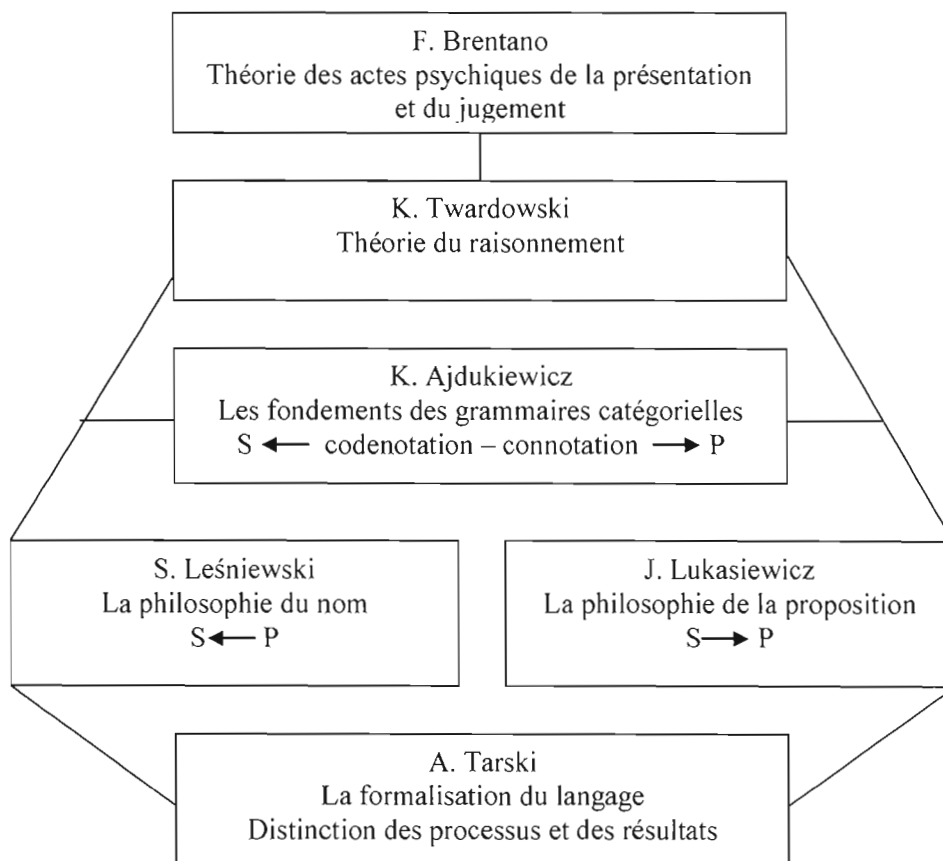 F. Brentano
Théorie des actes psychiques de la présentation
et du jugement
K. Twardowski
Théorie du raisonnement
K. Ajdukiewicz
Les fondements des grammaires catégorielles
S ← codenotation – connotation → P
S. Leśniewski
La philosophie du nom
S ← P
J. Lukasiewicz
La philosophie de la proposition
S → P
A. Tarski
La formalisation du langage
Distinction des processus et des résultats